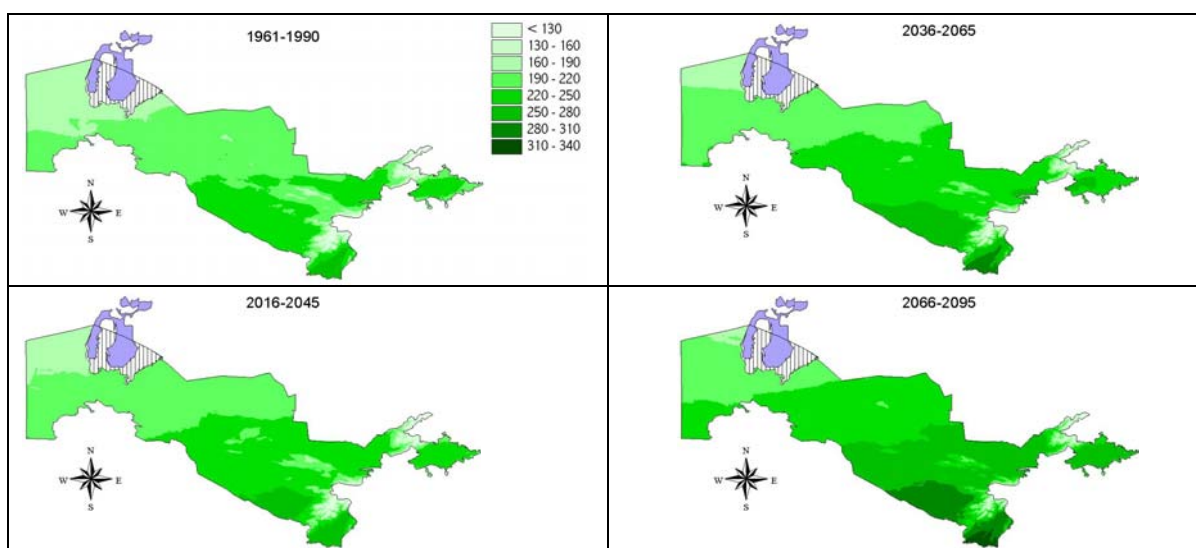 1961-1990
< 130
130 - 160
160 - 190
190 - 220
220 - 250
250 - 280
280 - 310
310 - 340
N
W E
S
2036-2065
N
W E
S
2016-2045
N
W E
S
2066-2095
N
W E
S